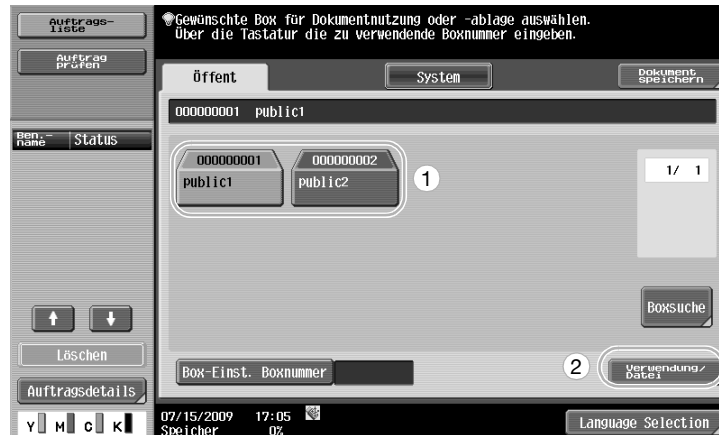 Auftrags-
liste
Auftrag
prüfen
Ben.-
name
Status
Löschen
Auftragsdetails
Y M C K
Gewünschte Box für Dokumentnutzung oder -ablage auswählen.
Über die Tastatur die zu verwendende Boxnummer eingeben.
Öffent
System
Dokument
speichern
000000001 public1
000000001
public1
000000002
public2
1
1/ 1
Boxsuche
Box-Einst. Boxnummer
2
Verwendung/
Datei
07/15/2009 17:05
Speicher 0%
Language Selection